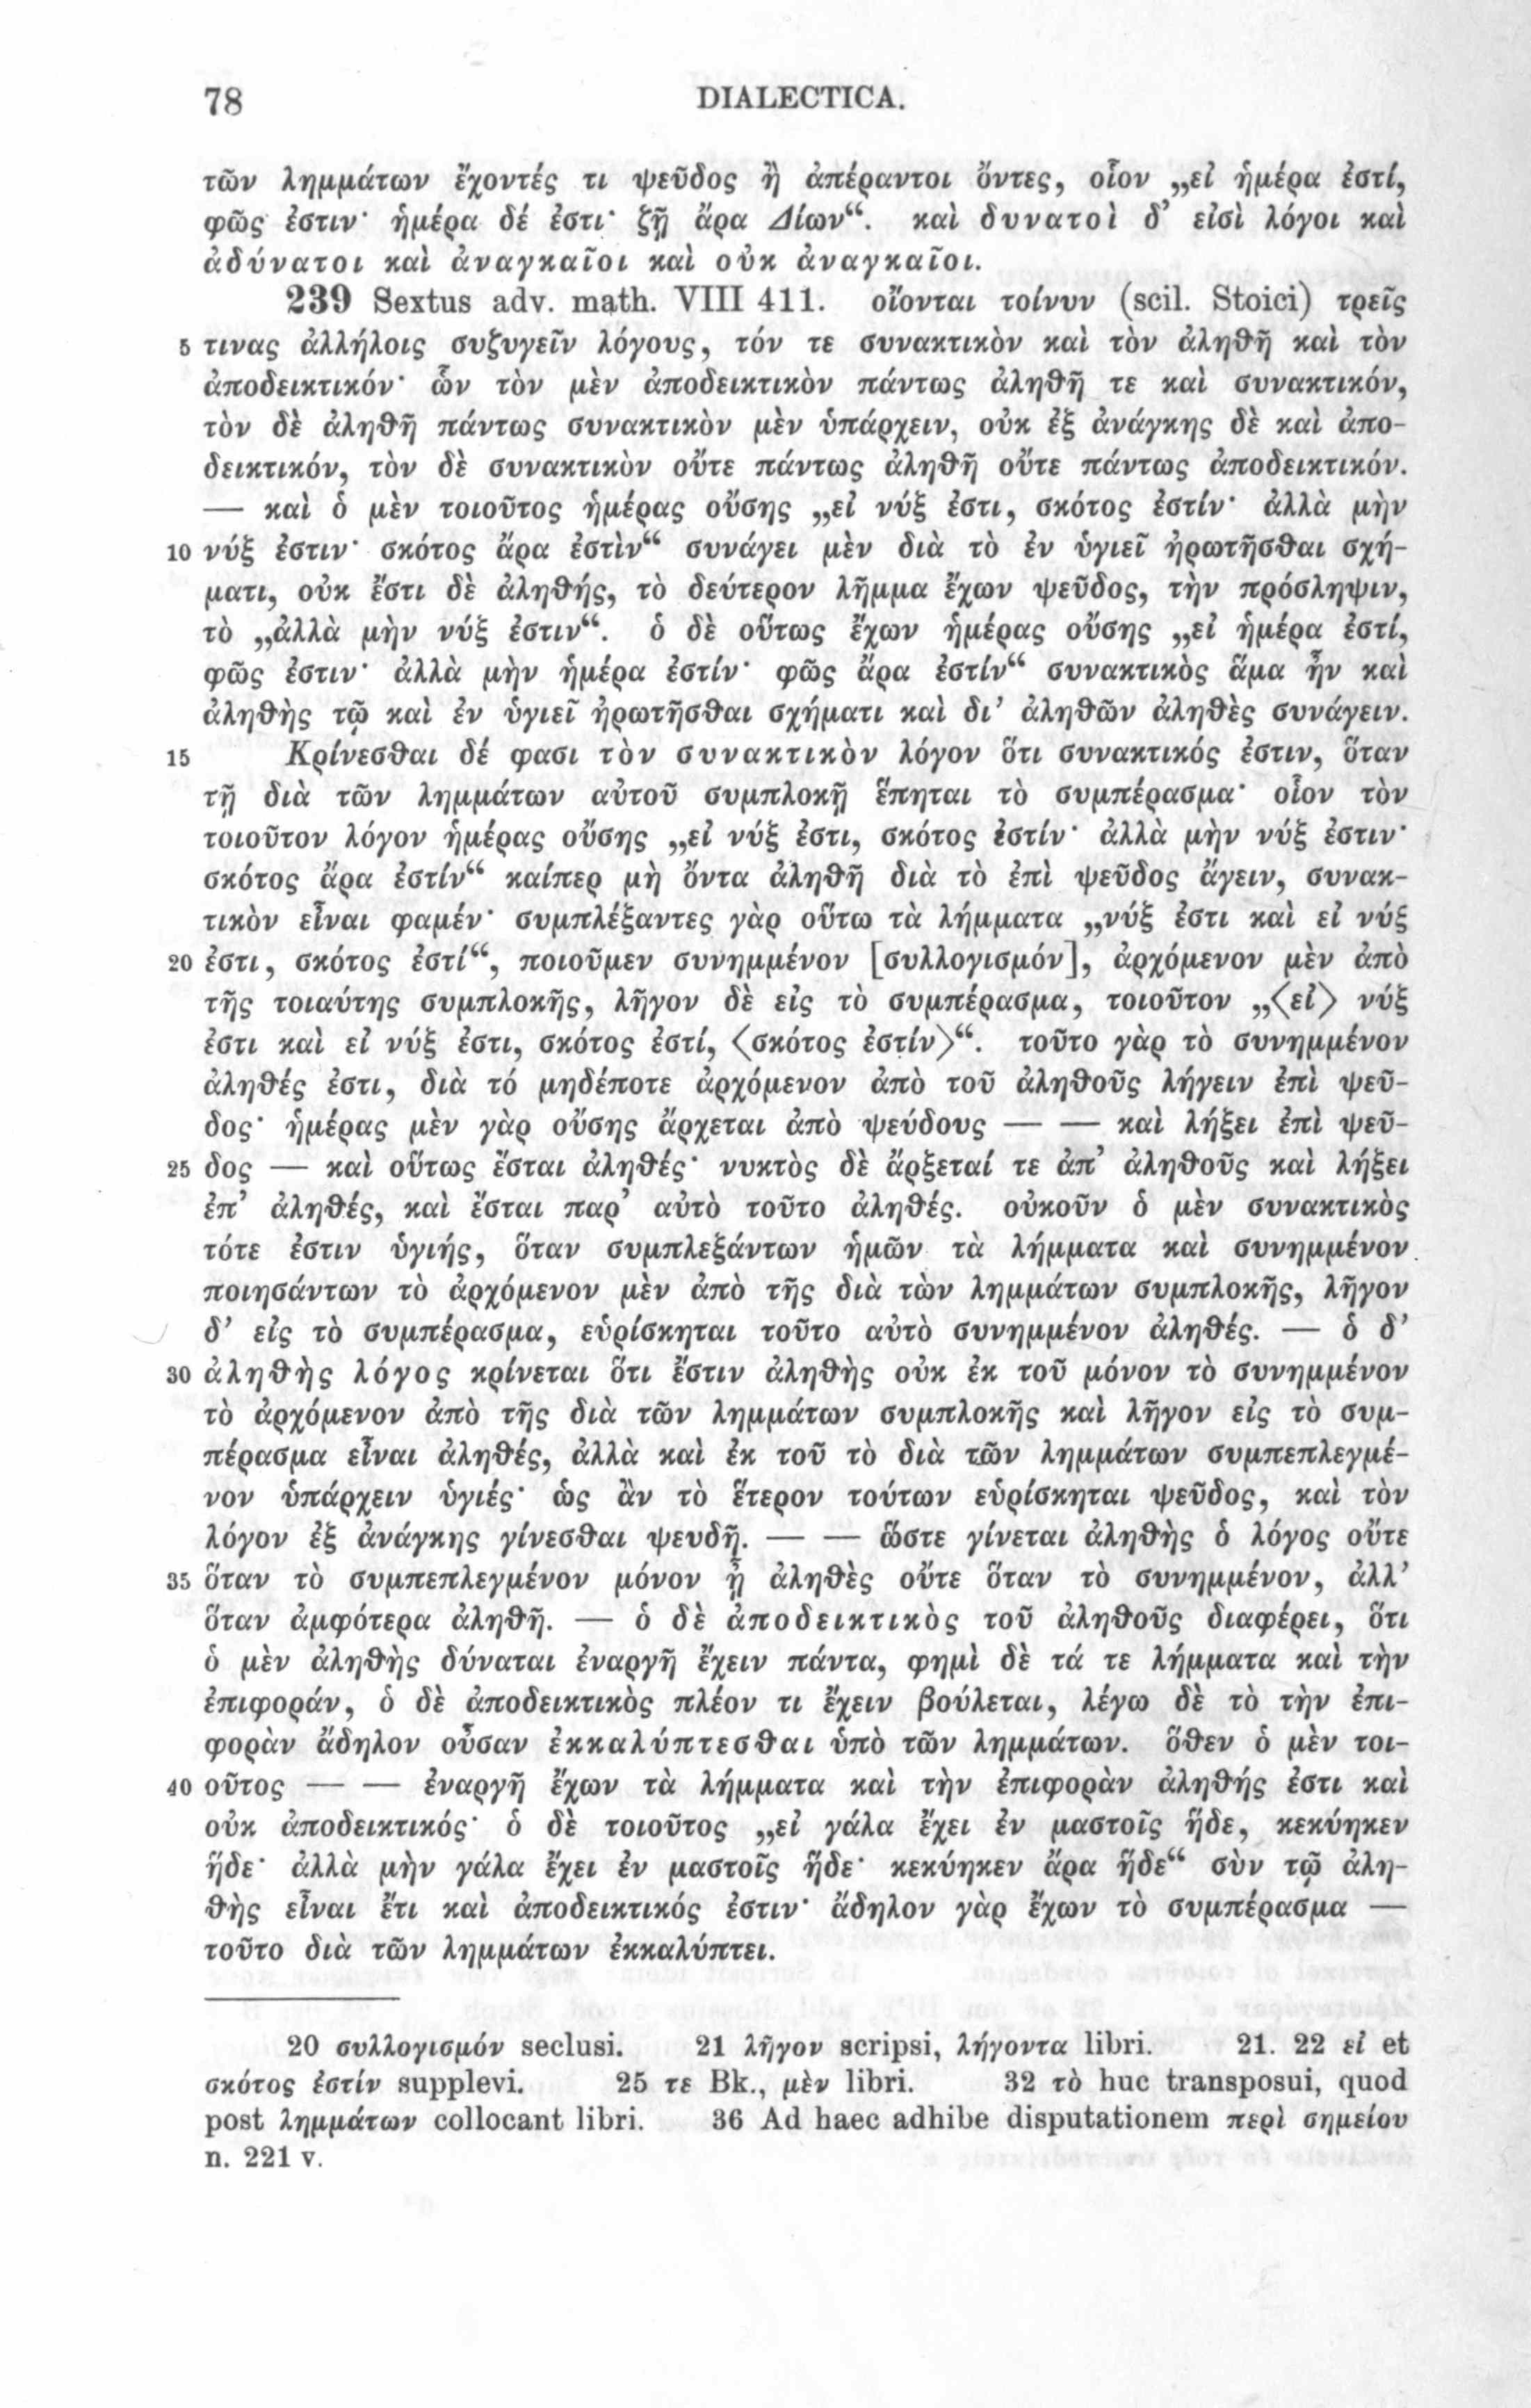 78 DIALECTICA.
τῶν λημμάτων ἔχοντές τι ψεῦδος ἢ ἀπέραντοι ὄντες, οἷον „εἰ ἡμέρα ἐστί,
φῶς ἐστιν· ἡμέρα δέ ἐστι· ζῇ ἄρα Δίων“. καὶ δυνατοὶ δ’ εἰσὶ λόγοι καὶ
ἀδύνατοι καὶ ἀναγκαῖοι καὶ οὐκ ἀναγκαῖοι.
239 Sextus adv. math. VIII 411. οἴονται τοίνυν (scil. Stoici) τρεῖς
5 τινας ἀλλήλοις συζυγεῖν λόγους, τόν τε συνακτικὸν καὶ τὸν ἀληθῆ καὶ τὸν
ἀποδεικτικόν· ὧν τὸν μὲν ἀποδεικτικὸν πάντως ἀληθῆ τε καὶ συνακτικόν,
τὸν δὲ ἀληθῆ πάντως συνακτικὸν μὲν ὑπάρχειν, οὐκ ἐξ ἀνάγκης δὲ καὶ ἀπο-
δεικτικόν, τὸν δὲ συνακτικὸν οὔτε πάντως ἀληθῆ οὔτε πάντως ἀποδεικτικόν.
— καὶ ὁ μὲν τοιοῦτος ἡμέρας οὔσης „εἰ νύξ ἐστι, σκότος ἐστίν· ἀλλὰ μὴν
10 νύξ ἐστιν· σκότος ἄρα ἐστὶν“ συνάγει μὲν διὰ τὸ ἐν ὑγιεῖ ἠρωτῆσθαι σχή-
ματι, οὐκ ἔστι δὲ ἀληθής, τὸ δεύτερον λῆμμα ἔχων ψεῦδος, τὴν πρόσληψιν,
τὸ „ἀλλὰ μὴν νύξ ἐστιν“. ὁ δὲ οὕτως ἔχων ἡμέρας οὔσης „εἰ ἡμέρα ἐστί,
φῶς ἐστιν· ἀλλὰ μὴν ἡμέρα ἐστίν· φῶς ἄρα ἐστίν“ συνακτικὸς ἅμα ἦν καὶ
ἀληθὴς τῷ καὶ ἐν ὑγιεῖ ἠρωτῆσθαι σχήματι καὶ δι’ ἀληθῶν ἀληθὲς συνάγειν.
15 Κρίνεσθαι δέ φασι τὸν συνακτικὸν λόγον ὅτι συνακτικός ἐστιν, ὅταν
τῇ διὰ τῶν λημμάτων αὐτοῦ συμπλοκῇ ἕπηται τὸ συμπέρασμα· οἷον τὸν
τοιοῦτον λόγον ἡμέρας οὔσης „εἰ νύξ ἐστι, σκότος ἐστίν· ἀλλὰ μὴν νύξ ἐστιν·
σκότος ἄρα ἐστίν“ καίπερ μὴ ὄντα ἀληθῆ διὰ τὸ ἐπὶ ψεῦδος ἄγειν, συνακ-
τικὸν εἶναι φαμέν· συμπλέξαντες γὰρ οὕτω τὰ λήμματα „νύξ ἐστι καὶ εἰ νύξ
20 ἐστι, σκότος ἐστί“, ποιοῦμεν συνημμένον [συλλογισμόν], ἀρχόμενον μὲν ἀπὸ
τῆς τοιαύτης συμπλοκῆς, λῆγον δὲ εἰς τὸ συμπέρασμα, τοιοῦτον „〈εἰ〉 νύξ
ἐστι καὶ εἰ νύξ ἐστι, σκότος ἐστί, 〈σκότος ἐστίν〉“. τοῦτο γὰρ τὸ συνημμένον
ἀληθές ἐστι, διὰ τό μηδέποτε ἀρχόμενον ἀπὸ τοῦ ἀληθοῦς λήγειν ἐπὶ ψεῦ-
δος· ἡμέρας μὲν γὰρ οὔσης ἄρχεται ἀπὸ ψεύδους — — καὶ λήξει ἐπὶ ψεῦ-
25 δος — καὶ οὕτως ἔσται ἀληθές· νυκτὸς δὲ ἄρξεταί τε ἀπ’ ἀληθοῦς καὶ λήξει
ἐπ’ ἀληθές, καὶ ἔσται παρ’ αὐτὸ τοῦτο ἀληθές. οὐκοῦν ὁ μὲν συνακτικὸς
τότε ἐστιν ὑγιής, ὅταν συμπλεξάντων ἡμῶν τὰ λήμματα καὶ συνημμένον
ποιησάντων τὸ ἀρχόμενον μὲν ἀπὸ τῆς διὰ τῶν λημμάτων συμπλοκῆς, λῆγον
δ’ εἰς τὸ συμπέρασμα, εὑρίσκηται τοῦτο αὐτὸ συνημμένον ἀληθές. — ὁ δ’
30 ἀληθὴς λόγος κρίνεται ὅτι ἔστιν ἀληθὴς οὐκ ἐκ τοῦ μόνον τὸ συνημμένον
τὸ ἀρχόμενον ἀπὸ τῆς διὰ τῶν λημμάτων συμπλοκῆς καὶ λῆγον εἰς τὸ συμ-
πέρασμα εἶναι ἀληθές, ἀλλὰ καὶ ἐκ τοῦ τὸ διὰ τῶν λημμάτων συμπεπλεγμέ-
νον ὑπάρχειν ὑγιές· ὡς ἂν τὸ ἕτερον τούτων εὑρίσκηται ψεῦδος, καὶ τὸν
λόγον ἐξ ἀνάγκης γίνεσθαι ψευδῆ. — — ὥστε γίνεται ἀληθὴς ὁ λόγος οὔτε
35 ὅταν τὸ συμπεπλεγμένον μόνον ᾖ ἀληθὲς οὔτε ὅταν τὸ συνημμένον, ἀλλ’
ὅταν ἀμφότερα ἀληθῆ. — ὁ δὲ ἀποδεικτικὸς τοῦ ἀληθοῦς διαφέρει, ὅτι
ὁ μὲν ἀληθὴς δύναται ἐναργῆ ἔχειν πάντα, φημὶ δὲ τά τε λήμματα καὶ τὴν
ἐπιφοράν, ὁ δὲ ἀποδεικτικὸς πλέον τι ἔχειν βούλεται, λέγω δὲ τὸ τὴν ἐπι-
φορὰν ἄδηλον οὖσαν ἐκκαλύπτεσθαι ὑπὸ τῶν λημμάτων. ὅθεν ὁ μὲν τοι-
40 οῦτος — — ἐναργῆ ἔχων τὰ λήμματα καὶ τὴν ἐπιφορὰν ἀληθής ἐστι καὶ
οὐκ ἀποδεικτικός· ὁ δὲ τοιοῦτος „εἰ γάλα ἔχει ἐν μαστοῖς ἥδε, κεκύηκεν
ἥδε· ἀλλὰ μὴν γάλα ἔχει ἐν μαστοῖς ἥδε· κεκύηκεν ἄρα ἥδε“ σὺν τῷ ἀλη-
θὴς εἶναι ἔτι καὶ ἀποδεικτικός ἐστιν· ἄδηλον γὰρ ἔχων τὸ συμπέρασμα —
τοῦτο διὰ τῶν λημμάτων ἐκκαλύπτει.
20 συλλογισμόν seclusi. 21 λῆγον scripsi, λήγοντα libri. 21. 22 εἰ et
σκότος ἐστίν supplevi. 25 τε Bk., μὲν libri. 32 τὸ huc transposui, quod
post λημμάτων collocant libri. 36 Ad haec adhibe disputationem περὶ σημείου
n. 221 v.